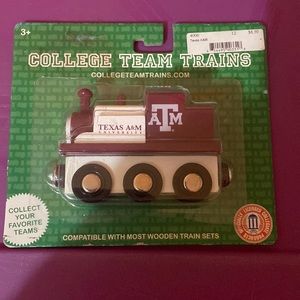 3+
COLLEGE TEAM TRAINS
COLLEGETEAMTRAINS.COM
Texas A&M
TEXAS A&M
UNIVERSITY
ATM
COLLECT
YOUR
FAVORITE
TEAMS
COMPATIBLE WITH MOST WOODEN TRAIN SETS